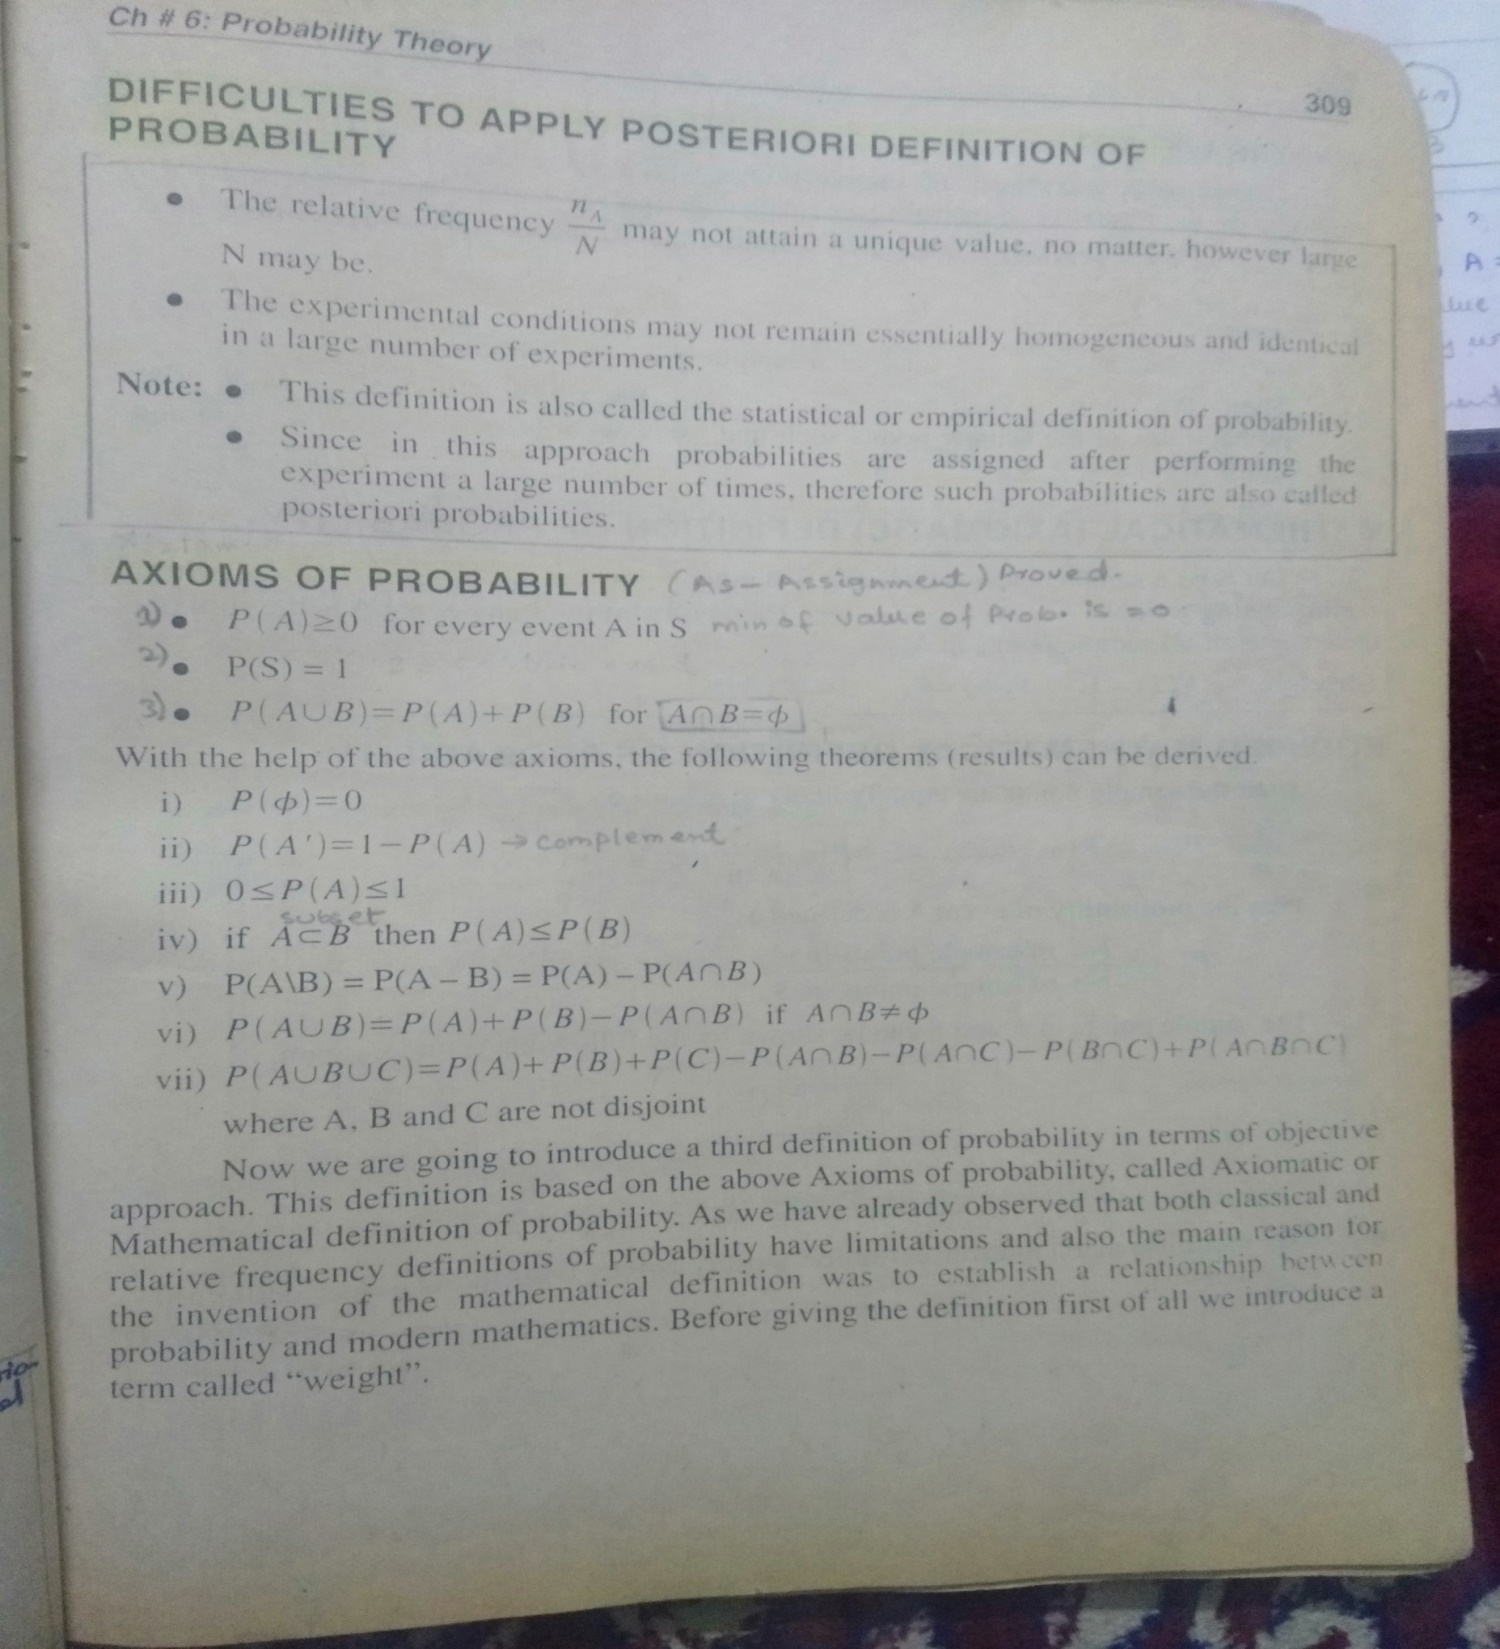 Ch # 6: Probability Theory
309
DIFFICULTIES TO APPLY POSTERIORI DEFINITION OF
PROBABILITY
• The relative frequency n_A/N may not attain a unique value, no matter, however large
N may be.
• The experimental conditions may not remain essentially homogeneous and identical
in a large number of experiments.
Note: • This definition is also called the statistical or empirical definition of probability.
• Since in this approach probabilities are assigned after performing the
experiment a large number of times, therefore such probabilities are also called
posteriori probabilities.
AXIOMS OF PROBABILITY (As - Assignment) Proved.
1) • P(A)≥0 for every event A in S min of value of Prob. is = 0
2) • P(S) = 1
3) • P(A∪B)=P(A)+P(B) for A∩B=ϕ
With the help of the above axioms, the following theorems (results) can be derived.
i) P(ϕ)=0
ii) P(A')=1−P(A) → complement
iii) 0≤P(A)≤1
subset
iv) if A⊂B then P(A)≤P(B)
v) P(A\B) = P(A – B) = P(A) – P(A∩B)
vi) P(A∪B)=P(A)+P(B)−P(A∩B) if A∩B≠ϕ
vii) P(A∪B∪C)=P(A)+P(B)+P(C)−P(A∩B)−P(A∩C)−P(B∩C)+P(A∩B∩C)
where A, B and C are not disjoint
Now we are going to introduce a third definition of probability in terms of objective
approach. This definition is based on the above Axioms of probability, called Axiomatic or
Mathematical definition of probability. As we have already observed that both classical and
relative frequency definitions of probability have limitations and also the main reason for
the invention of the mathematical definition was to establish a relationship between
probability and modern mathematics. Before giving the definition first of all we introduce a
term called “weight”.